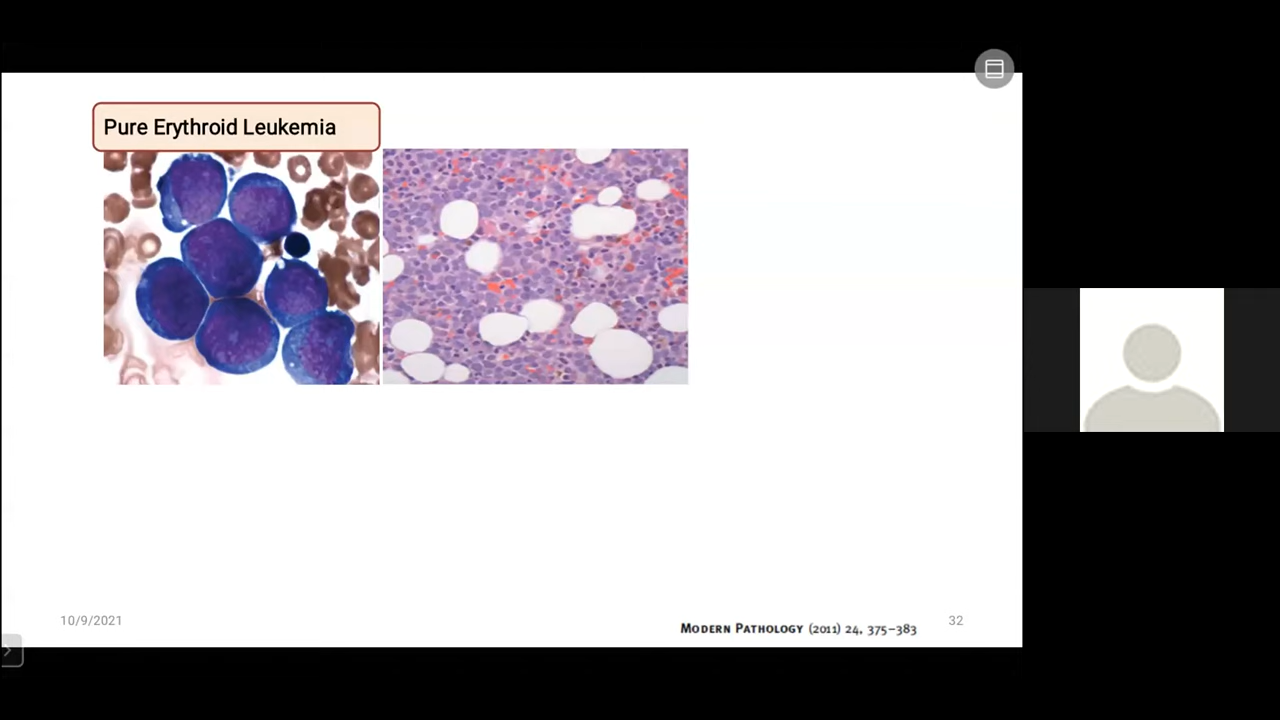 Pure Erythroid Leukemia
10/9/2021
MODERN PATHOLOGY (2011) 24, 375–383
32